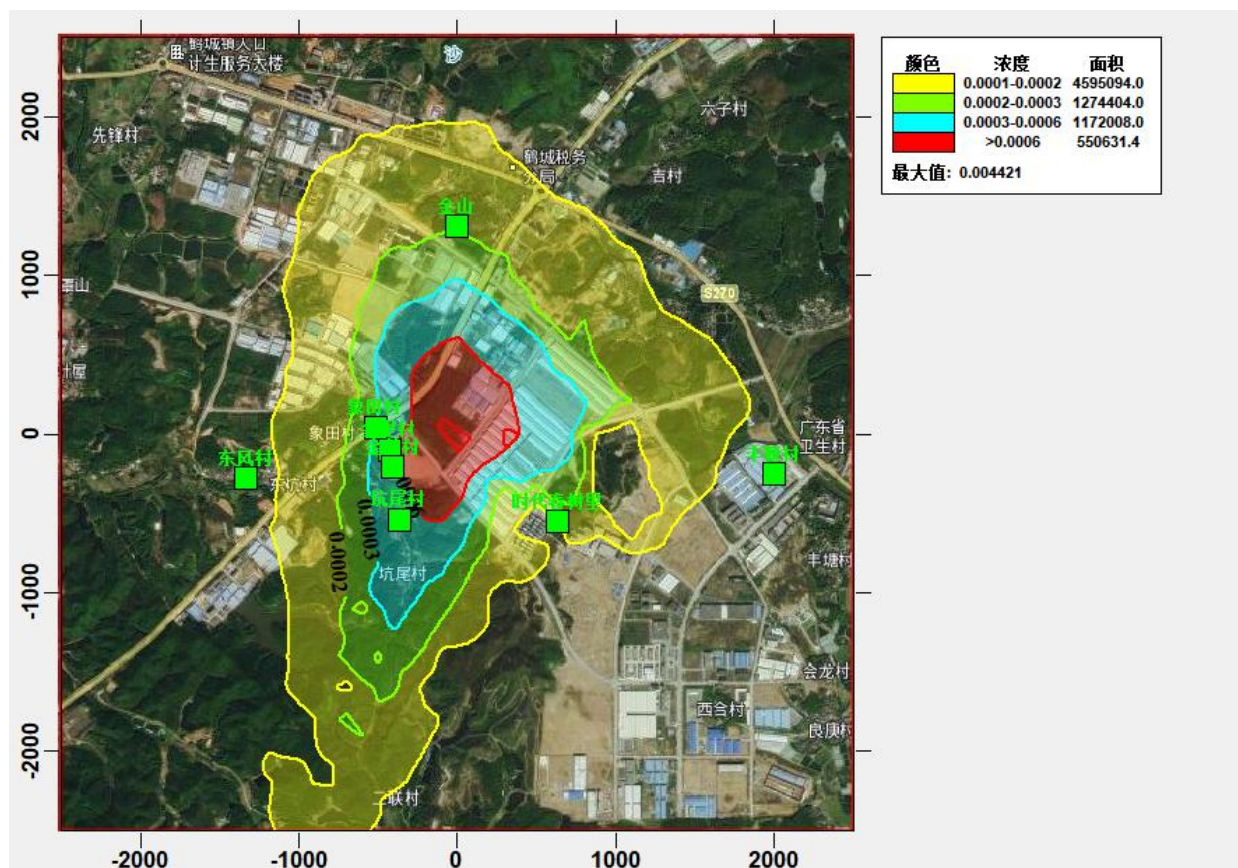 颜色 浓度 面积
0.0001-0.0002 4595094.0
0.0002-0.0003 1274404.0
0.0003-0.0006 1172008.0
>0.0006 550631.4
最大值: 0.004421
鹤城镇人口
计生服务大楼
沙
六子村
先锋村
鹤城税务
分局
吉村
金山
S270
象田村
象田村
村
村
东风村
东坑村
广东省
卫生村
坑尾村
0.0003
0.0002
坑尾村
丰塘村
会龙村
西合村
良庚村
二联村
2000
1000
0
-1000
-2000
-2000
-1000
0
1000
2000